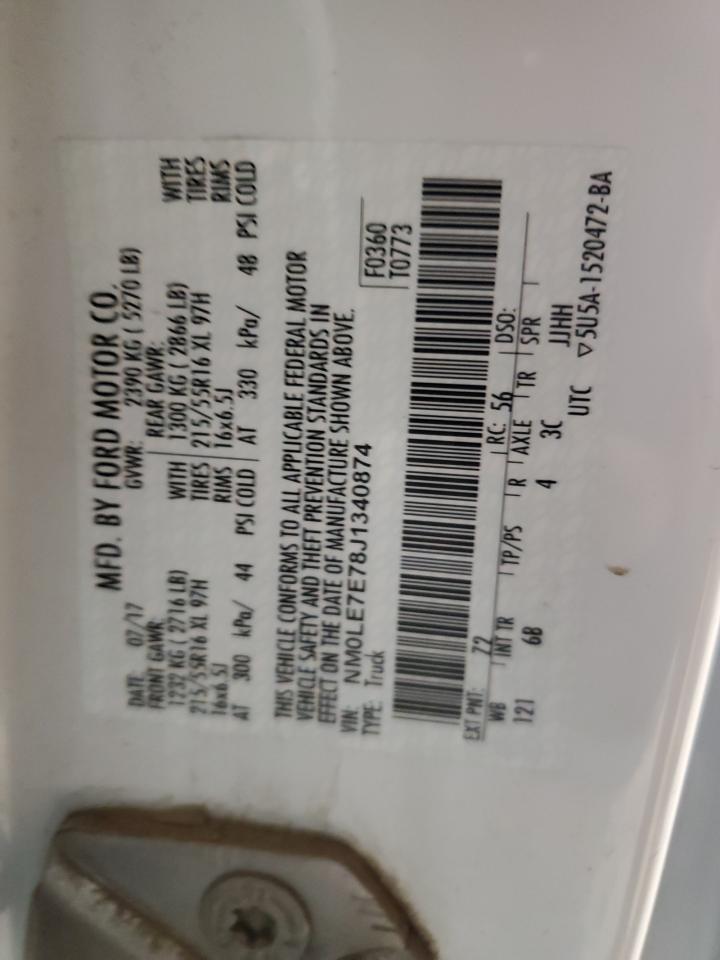 MFD. BY FORD MOTOR CO.
DATE: 07/17 GVWR: 2390 KG ( 5270 LB)
FRONT GAWR: REAR GAWR:
1232 KG ( 2716 LB) WITH 1300 KG ( 2866 LB) WITH
215/55R16 XL 97H TIRES 215/55R16 XL 97H TIRES
16x6.5J RIMS 16x6.5J RIMS
AT 300 kPa/ 44 PSI COLD AT 330 kPa/ 48 PSI COLD
THIS VEHICLE CONFORMS TO ALL APPLICABLE FEDERAL MOTOR
VEHICLE SAFETY AND THEFT PREVENTION STANDARDS IN
EFFECT ON THE DATE OF MANUFACTURE SHOWN ABOVE.
VIN: NM0LE7E78J1340874 F0360
TYPE: Truck T0773
EXT PNT: Z2 RC: 56 DSO:
WB INT TR TP/PS R AXLE TR SPR
121 6B 4 3C JJHH
UTC ▽5U5A-1520472-BA